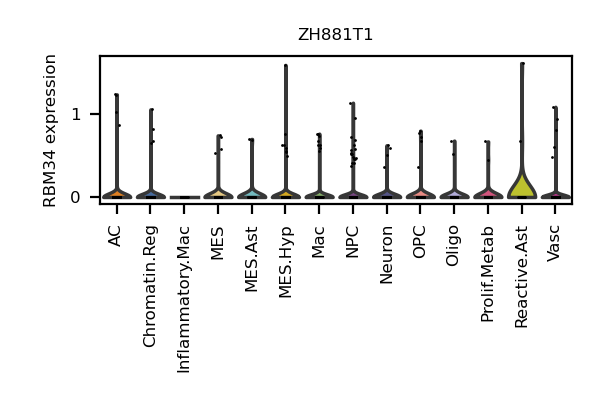 ZH881T1
RBM34 expression
1
0
AC
Chromatin.Reg
Inflammatory.Mac
MES
MES.Ast
MES.Hyp
Mac
NPC
Neuron
OPC
Oligo
Prolif.Metab
Reactive.Ast
Vasc